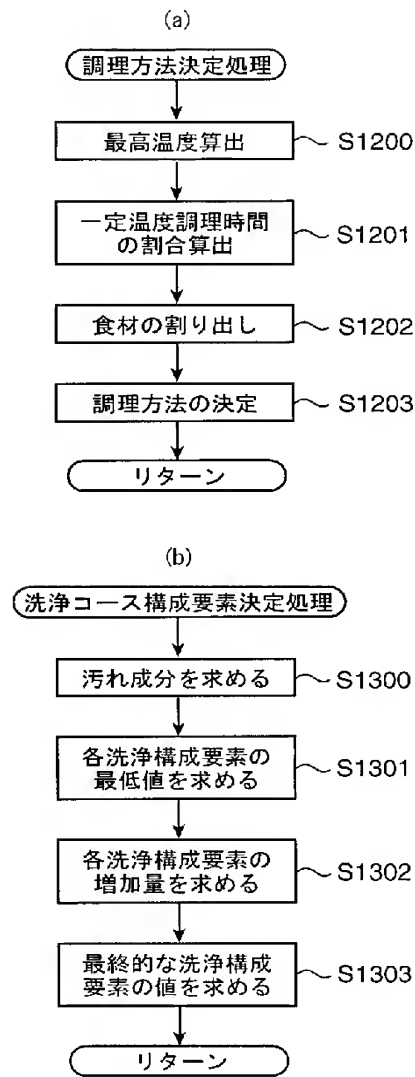 (a)
調理方法決定処理
最高温度算出
S1200
一定温度調理時間
の割合算出
S1201
食材の割り出し
S1202
調理方法の決定
S1203
リターン
(b)
洗浄コース構成要素決定処理
汚れ成分を求める
S1300
各洗浄構成要素の
最低値を求める
S1301
各洗浄構成要素の
増加量を求める
S1302
最終的な洗浄構成
要素の値を求める
S1303
リターン